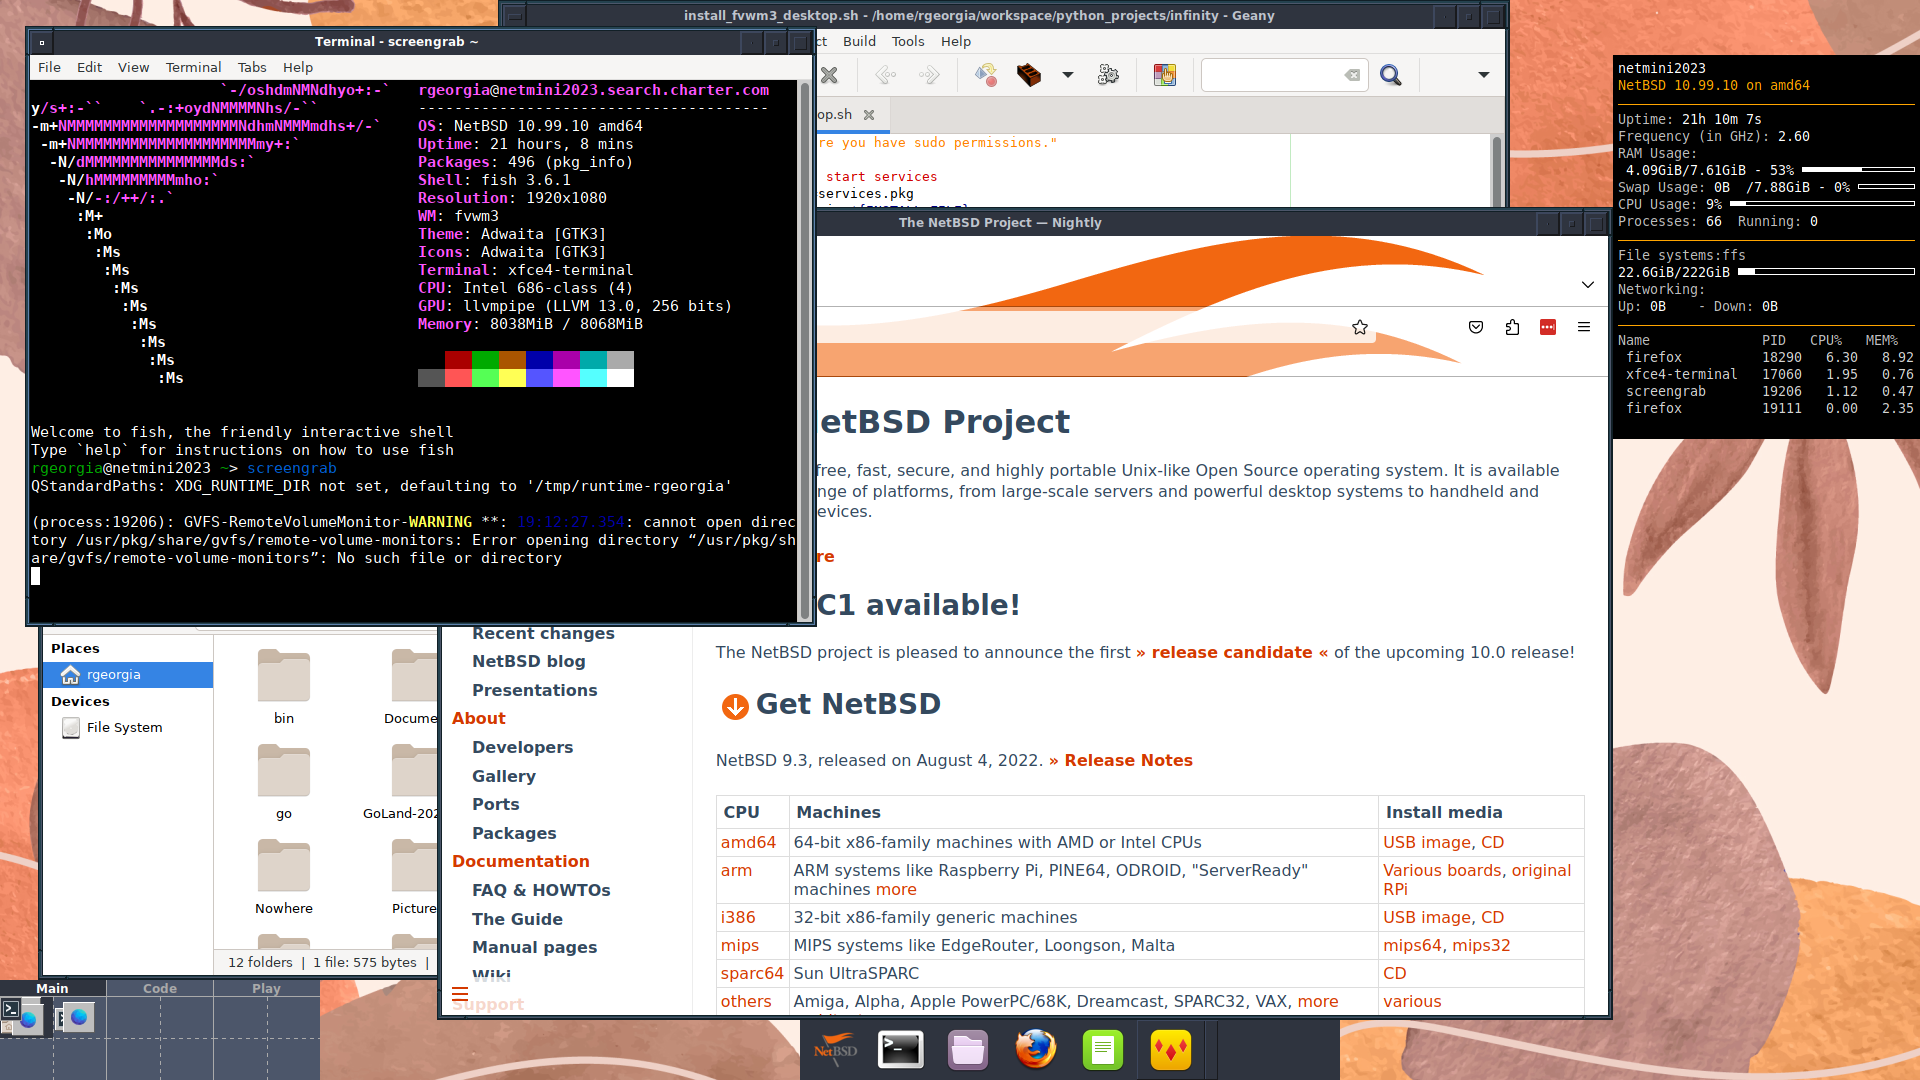 install_fvwm3_desktop.sh - /home/rgeorgia/workspace/python_projects/infinity - Geany
ct Build Tools Help
op.sh
re you have sudo permissions."
start services
services.pkg
Terminal - screengrab ~
File Edit View Terminal Tabs Help
`-/oshdmNMNdhyo+:-`
y/s+:-`` `.-:+oydNMMMMNhs/-``
-m+NMMMMMMMMMMMMMMMMMMMNdhmNMMMmdhs+/-`
-m+NMMMMMMMMMMMMMMMMMMMMmy+:`
-N/dMMMMMMMMMMMMMMMds:`
-N/hMMMMMMMMMmho:`
-N/-:/++/:.`
:M+
:Mo
:Ms
:Ms
:Ms
:Ms
:Ms
:Ms
:Ms
:Ms
rgeorgia@netmini2023.search.charter.com
---------------------------------------
OS: NetBSD 10.99.10 amd64
Uptime: 21 hours, 8 mins
Packages: 496 (pkg_info)
Shell: fish 3.6.1
Resolution: 1920x1080
WM: fvwm3
Theme: Adwaita [GTK3]
Icons: Adwaita [GTK3]
Terminal: xfce4-terminal
CPU: Intel 686-class (4)
GPU: llvmpipe (LLVM 13.0, 256 bits)
Memory: 8038MiB / 8068MiB
Welcome to fish, the friendly interactive shell
Type `help` for instructions on how to use fish
rgeorgia@netmini2023 ~> screengrab
QStandardPaths: XDG_RUNTIME_DIR not set, defaulting to '/tmp/runtime-rgeorgia'
(process:19206): GVFS-RemoteVolumeMonitor-WARNING **: 19:12:27.354: cannot open direc
tory /usr/pkg/share/gvfs/remote-volume-monitors: Error opening directory “/usr/pkg/sh
are/gvfs/remote-volume-monitors”: No such file or directory
The NetBSD Project — Nightly
etBSD Project
free, fast, secure, and highly portable Unix-like Open Source operating system. It is available
nge of platforms, from large-scale servers and powerful desktop systems to handheld and
evices.
re
C1 available!
The NetBSD project is pleased to announce the first » release candidate « of the upcoming 10.0 release!
Get NetBSD
NetBSD 9.3, released on August 4, 2022. » Release Notes
CPU Machines Install media
amd64 64-bit x86-family machines with AMD or Intel CPUs USB image, CD
arm ARM systems like Raspberry Pi, PINE64, ODROID, "ServerReady" machines more Various boards, original RPi
i386 32-bit x86-family generic machines USB image, CD
mips MIPS systems like EdgeRouter, Loongson, Malta mips64, mips32
sparc64 Sun UltraSPARC CD
others Amiga, Alpha, Apple PowerPC/68K, Dreamcast, SPARC32, VAX, more various
Recent changes
NetBSD blog
Presentations
About
Developers
Gallery
Ports
Packages
Documentation
FAQ & HOWTOs
The Guide
Manual pages
Wiki
Support
Places
rgeorgia
Devices
File System
bin
Docume
go
GoLand-202
Nowhere
Picture
12 folders | 1 file: 575 bytes |
Main Code Play
NetBSD
netmini2023
NetBSD 10.99.10 on amd64
Uptime: 21h 10m 7s
Frequency (in GHz): 2.60
RAM Usage:
4.09GiB/7.61GiB - 53%
Swap Usage: 0B /7.88GiB - 0%
CPU Usage: 9%
Processes: 66 Running: 0
File systems:ffs
22.6GiB/222GiB
Networking:
Up: 0B - Down: 0B
Name PID CPU% MEM%
firefox 18290 6.30 8.92
xfce4-terminal 17060 1.95 0.76
screengrab 19206 1.12 0.47
firefox 19111 0.00 2.35